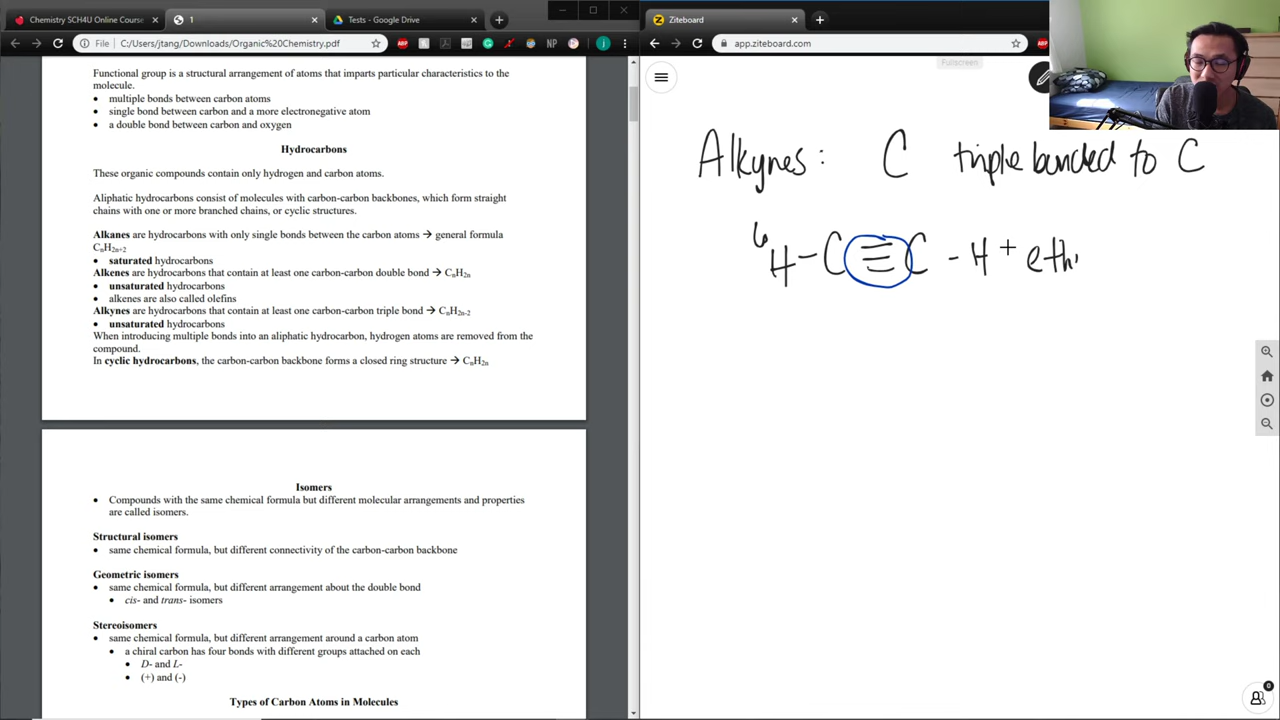 Chemistry SCH4U Online Course
1
Tests - Google Drive
File
C:/Users/jtang/Downloads/Organic%20Chemistry.pdf
ABP
NP
j
Functional group is a structural arrangement of atoms that imparts particular characteristics to the
molecule.
• multiple bonds between carbon atoms
• single bond between carbon and a more electronegative atom
• a double bond between carbon and oxygen
Hydrocarbons
These organic compounds contain only hydrogen and carbon atoms.
Aliphatic hydrocarbons consist of molecules with carbon-carbon backbones, which form straight
chains with one or more branched chains, or cyclic structures.
Alkanes are hydrocarbons with only single bonds between the carbon atoms → general formula
CnH2n+2
• saturated hydrocarbons
Alkenes are hydrocarbons that contain at least one carbon-carbon double bond → CnH2n
• unsaturated hydrocarbons
• alkenes are also called olefins
Alkynes are hydrocarbons that contain at least one carbon-carbon triple bond → CnH2n-2
• unsaturated hydrocarbons
When introducing multiple bonds into an aliphatic hydrocarbon, hydrogen atoms are removed from the
compound.
In cyclic hydrocarbons, the carbon-carbon backbone forms a closed ring structure → CnH2n
Isomers
• Compounds with the same chemical formula but different molecular arrangements and properties
are called isomers.
Structural isomers
• same chemical formula, but different connectivity of the carbon-carbon backbone
Geometric isomers
• same chemical formula, but different arrangement about the double bond
• cis- and trans- isomers
Stereoisomers
• same chemical formula, but different arrangement around a carbon atom
• a chiral carbon has four bonds with different groups attached on each
• D- and L-
• (+) and (-)
Types of Carbon Atoms in Molecules
Ziteboard
app.ziteboard.com
ABP
Fullscreen
Alkynes: C triple bonded to C
6
H-C≡C-H + eth
0